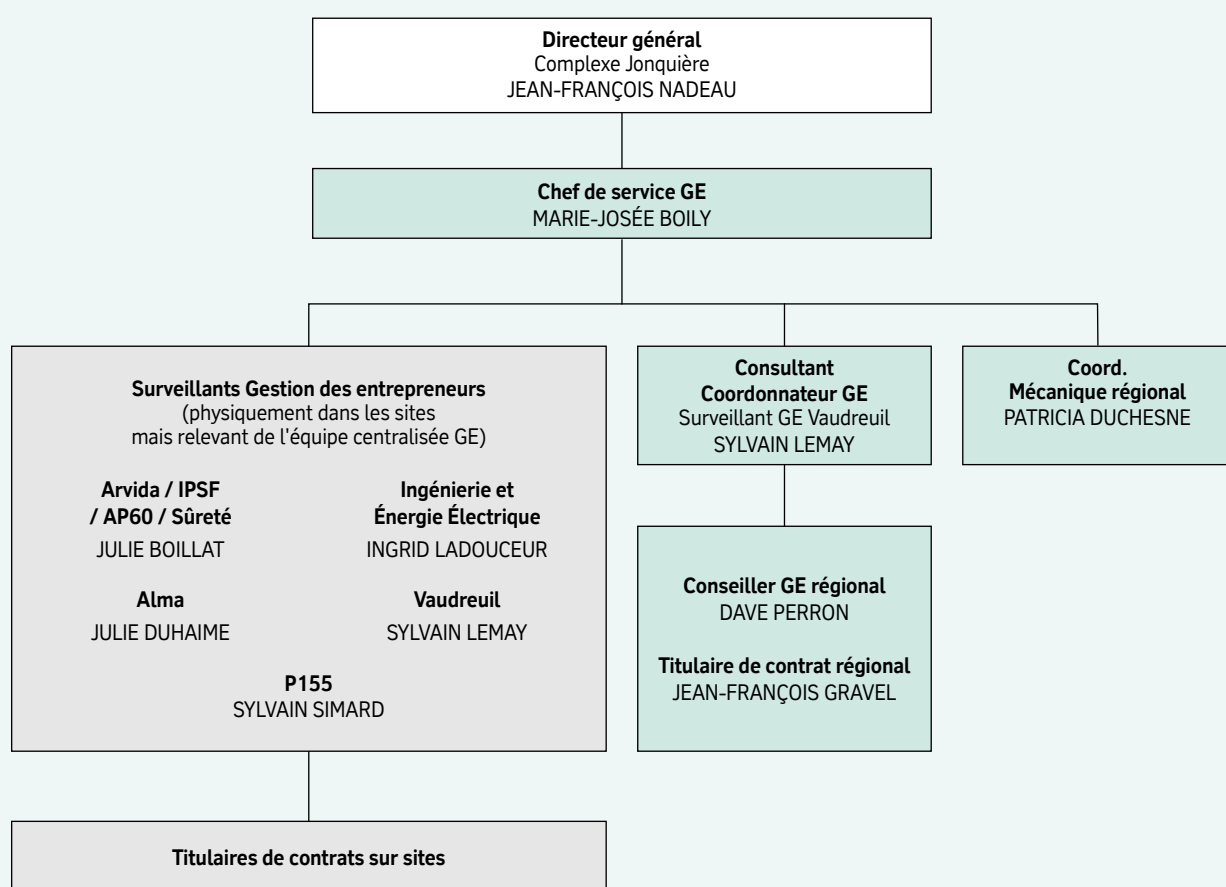 Directeur général
Complexe Jonquière
JEAN-FRANÇOIS NADEAU
Chef de service GE
MARIE-JOSÉE BOILY
Surveillants Gestion des entrepreneurs
(physiquement dans les sites
mais relevant de l'équipe centralisée GE)
Arvida / IPSF
/ AP60 / Sûreté
JULIE BOILLAT
Ingénierie et
Énergie Électrique
INGRID LADOUCEUR
Alma
JULIE DUHAIME
Vaudreuil
SYLVAIN LEMAY
P155
SYLVAIN SIMARD
Consultant
Coordonnateur GE
Surveillant GE Vaudreuil
SYLVAIN LEMAY
Coord.
Mécanique régional
PATRICIA DUCHESNE
Conseiller GE régional
DAVE PERRON
Titulaire de contrat régional
JEAN-FRANÇOIS GRAVEL
Titulaires de contrats sur sites